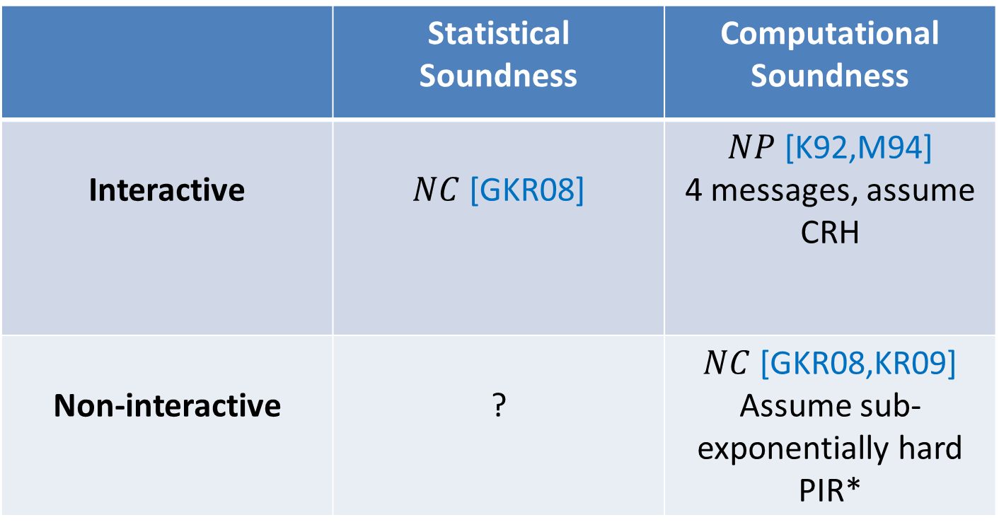 Statistical
Soundness
Computational
Soundness
Interactive
NC [GKR08]
NP [K92,M94]
4 messages, assume
CRH
Non-interactive
?
NC [GKR08,KR09]
Assume sub-
exponentially hard
PIR*